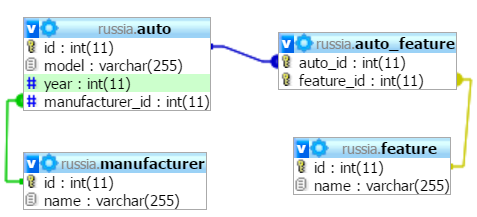 v russia.auto
id : int(11)
model : varchar(255)
# year : int(11)
# manufacturer_id : int(11)
v russia.auto_feature
auto_id : int(11)
feature_id : int(11)
v russia.manufacturer
id : int(11)
name : varchar(255)
v russia.feature
id : int(11)
name : varchar(255)